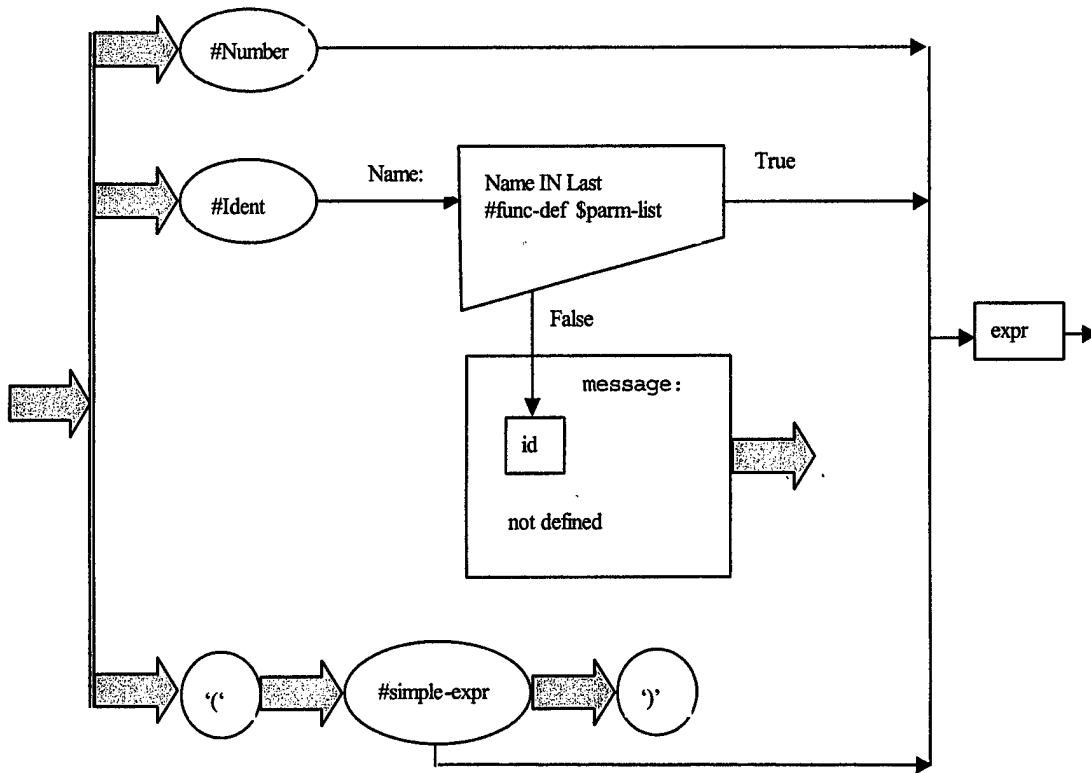 #Number
#Ident
Name:
Name IN Last
#func-def $parm-list
True
False
message:
id
not defined
expr
‘(‘
#simple-expr
‘)’